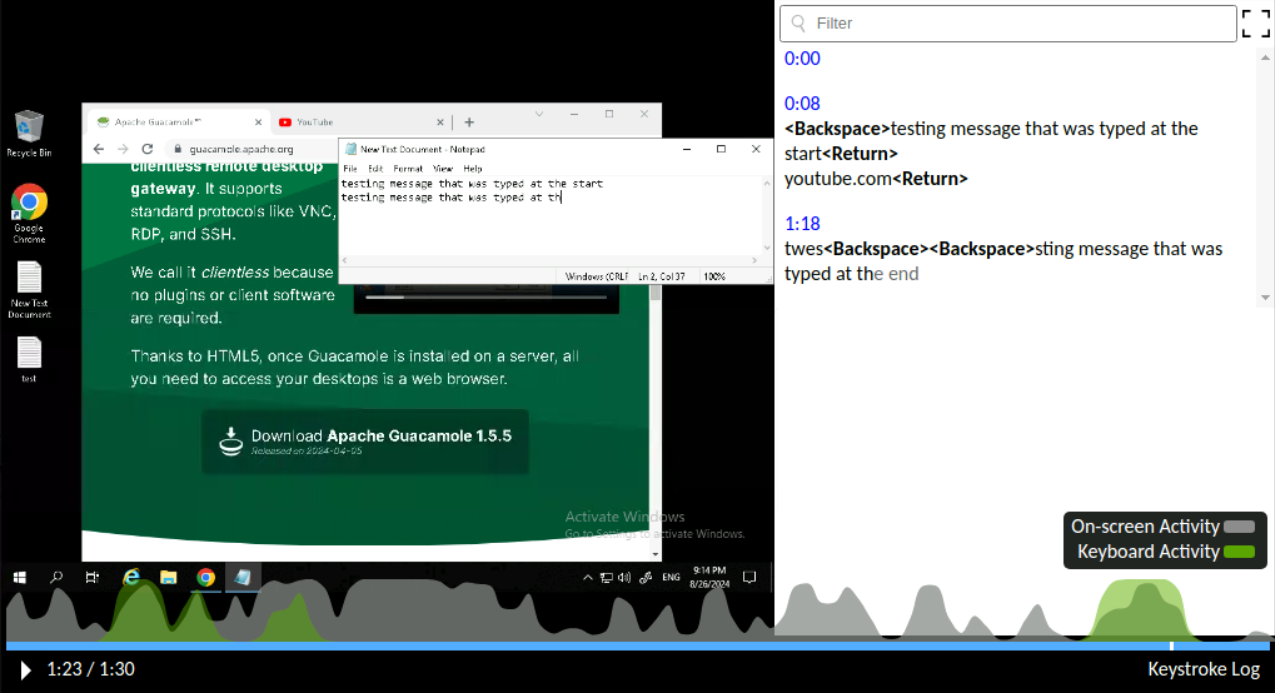 Recycle Bin
Google
Chrome
New Text
Document
test
Apache Guacamole™
YouTube
guacamole.apache.org
clientless remote desktop
gateway. It supports
standard protocols like VNC,
RDP, and SSH.
We call it clientless because
no plugins or client software
are required.
Thanks to HTML5, once Guacamole is installed on a server, all
you need to access your desktops is a web browser.
Download Apache Guacamole 1.5.5
Released on 2024-04-05
New Text Document - Notepad
File Edit Format View Help
testing message that was typed at the start
testing message that was typed at th
Windows (CRLF
Ln 2, Col 37
100%
Activate Windows
Go to Settings to activate Windows.
ENG
9:14 PM
8/26/2024
Filter
0:00
0:08
<Backspace>testing message that was typed at the
start<Return>
youtube.com<Return>
1:18
twes<Backspace><Backspace>sting message that was
typed at the end
On-screen Activity
Keyboard Activity
1:23 / 1:30
Keystroke Log